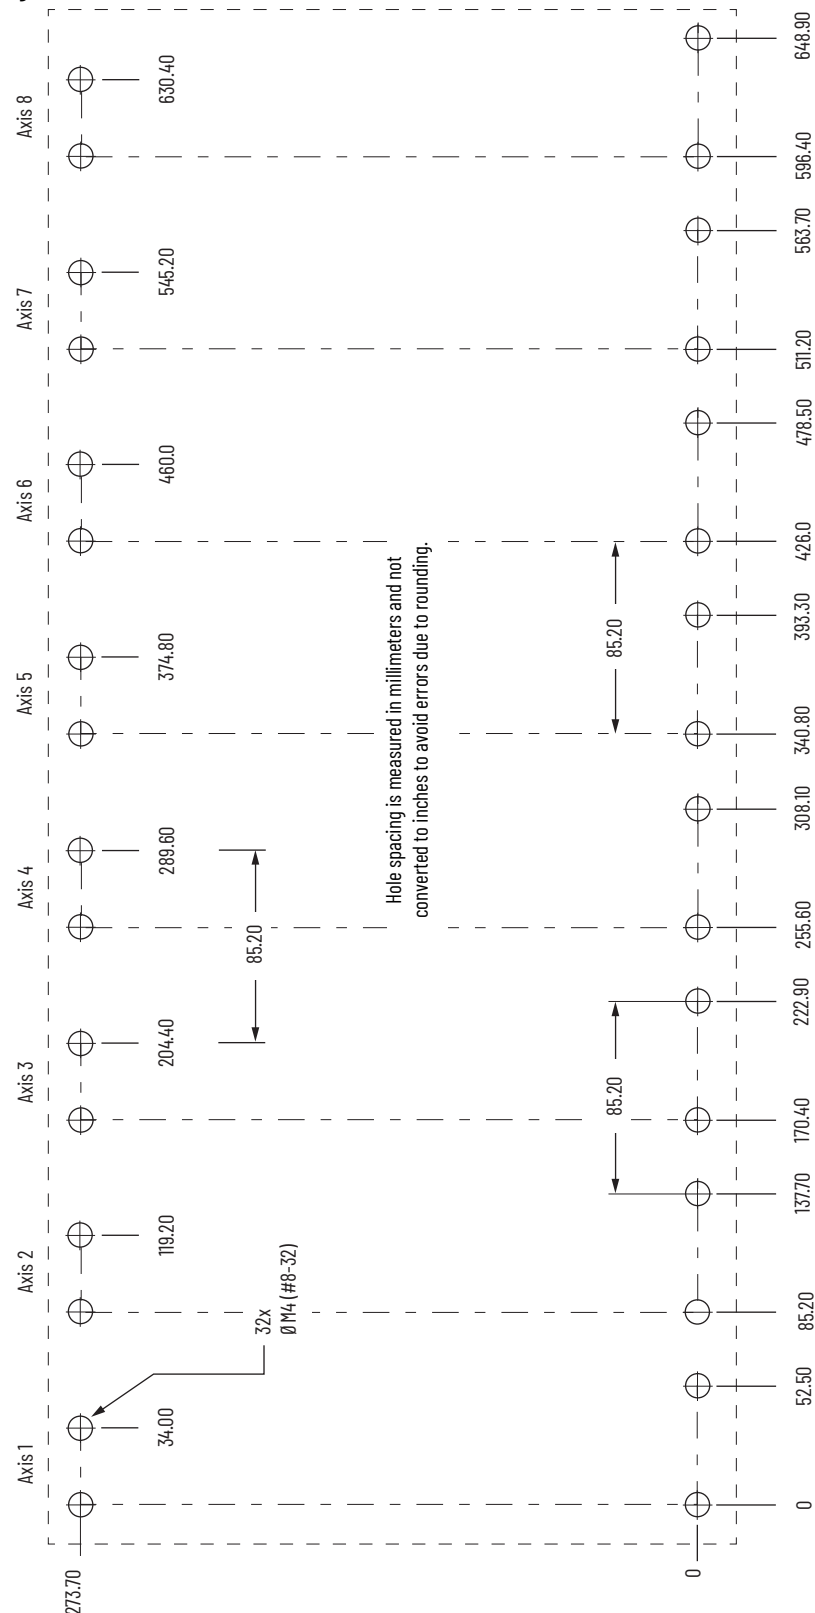 Axis 1
Axis 2
Axis 3
Axis 4
Axis 5
Axis 6
Axis 7
Axis 8
34.00
119.20
204.40
289.60
374.80
460.0
545.20
630.40
32x
Ø M4 (#8-32)
85.20
Hole spacing is measured in millimeters and not
converted to inches to avoid errors due to rounding.
85.20
85.20
273.70
0
0
52.50
85.20
137.70
170.40
222.90
255.60
308.10
340.80
393.30
426.0
478.50
511.20
563.70
596.40
648.90